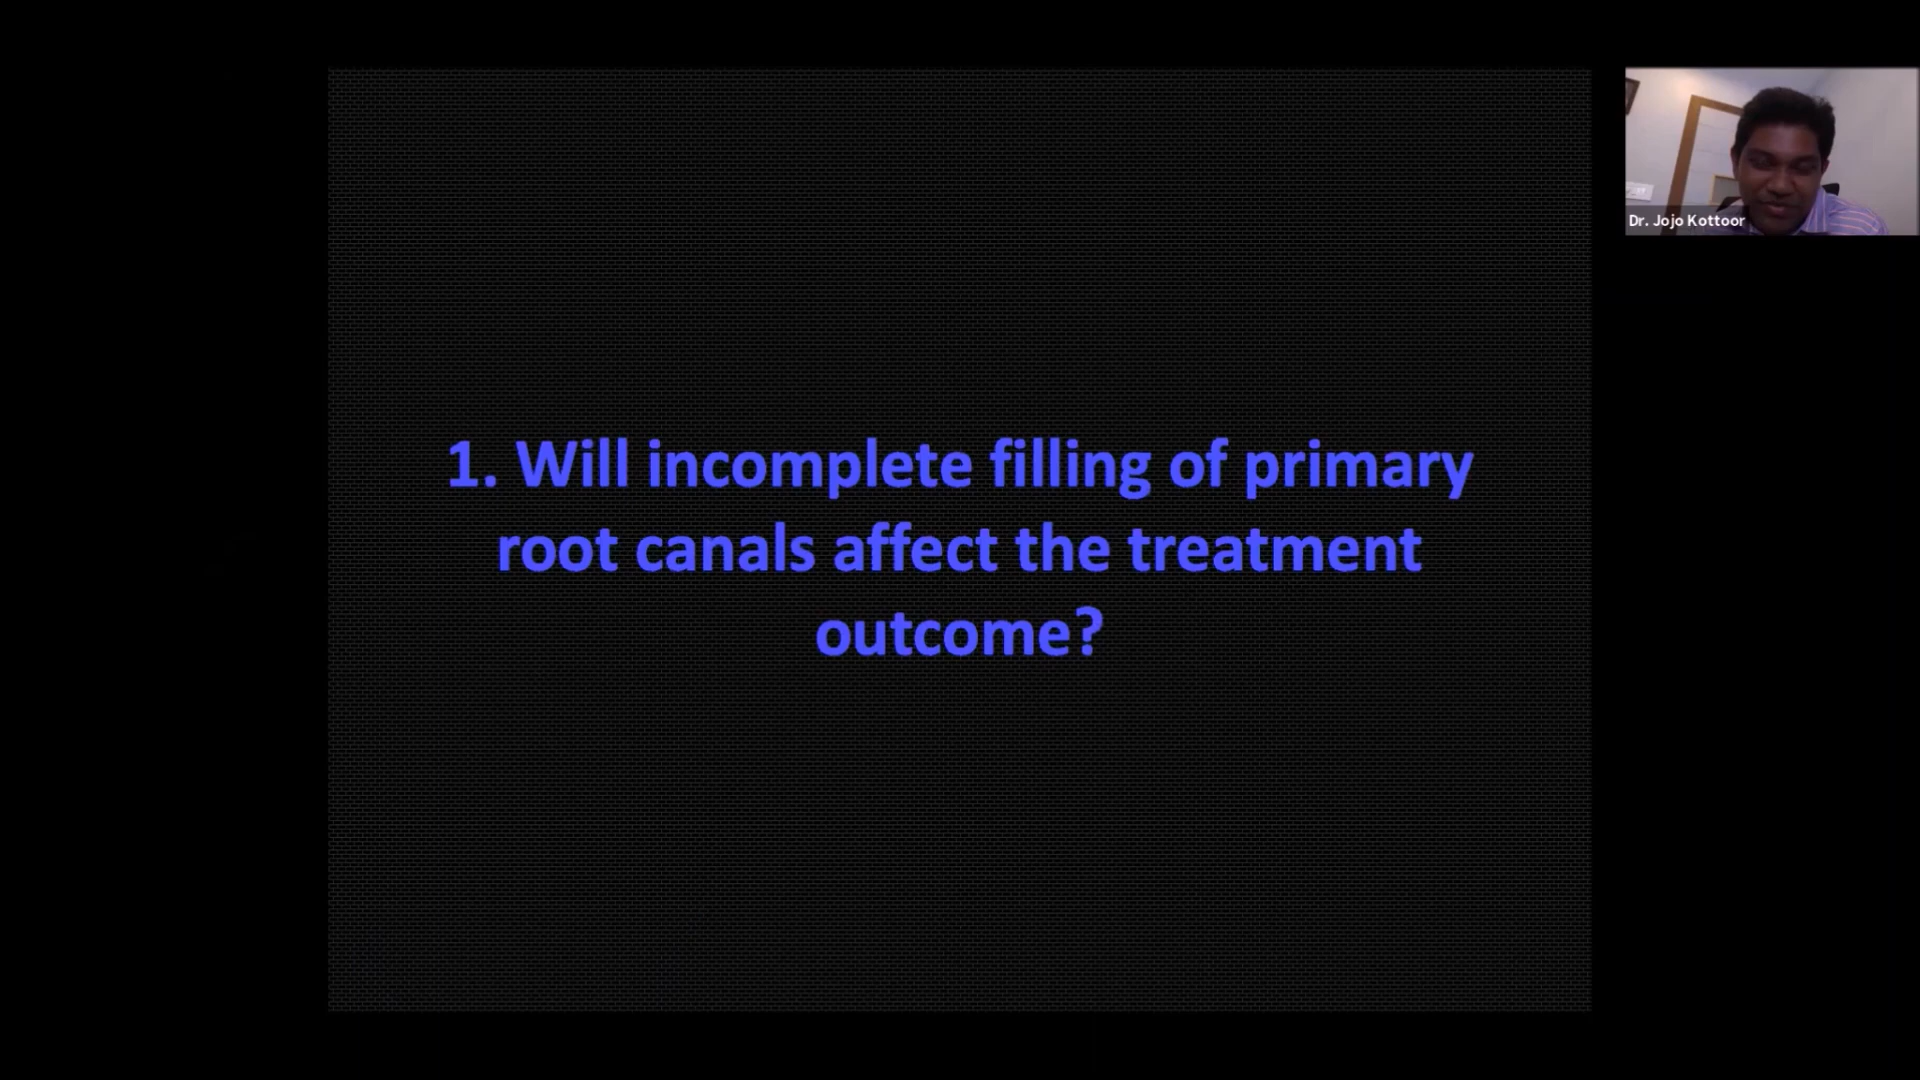 1. Will incomplete filling of primary
root canals affect the treatment
outcome?
Dr. Jojo Kottoor